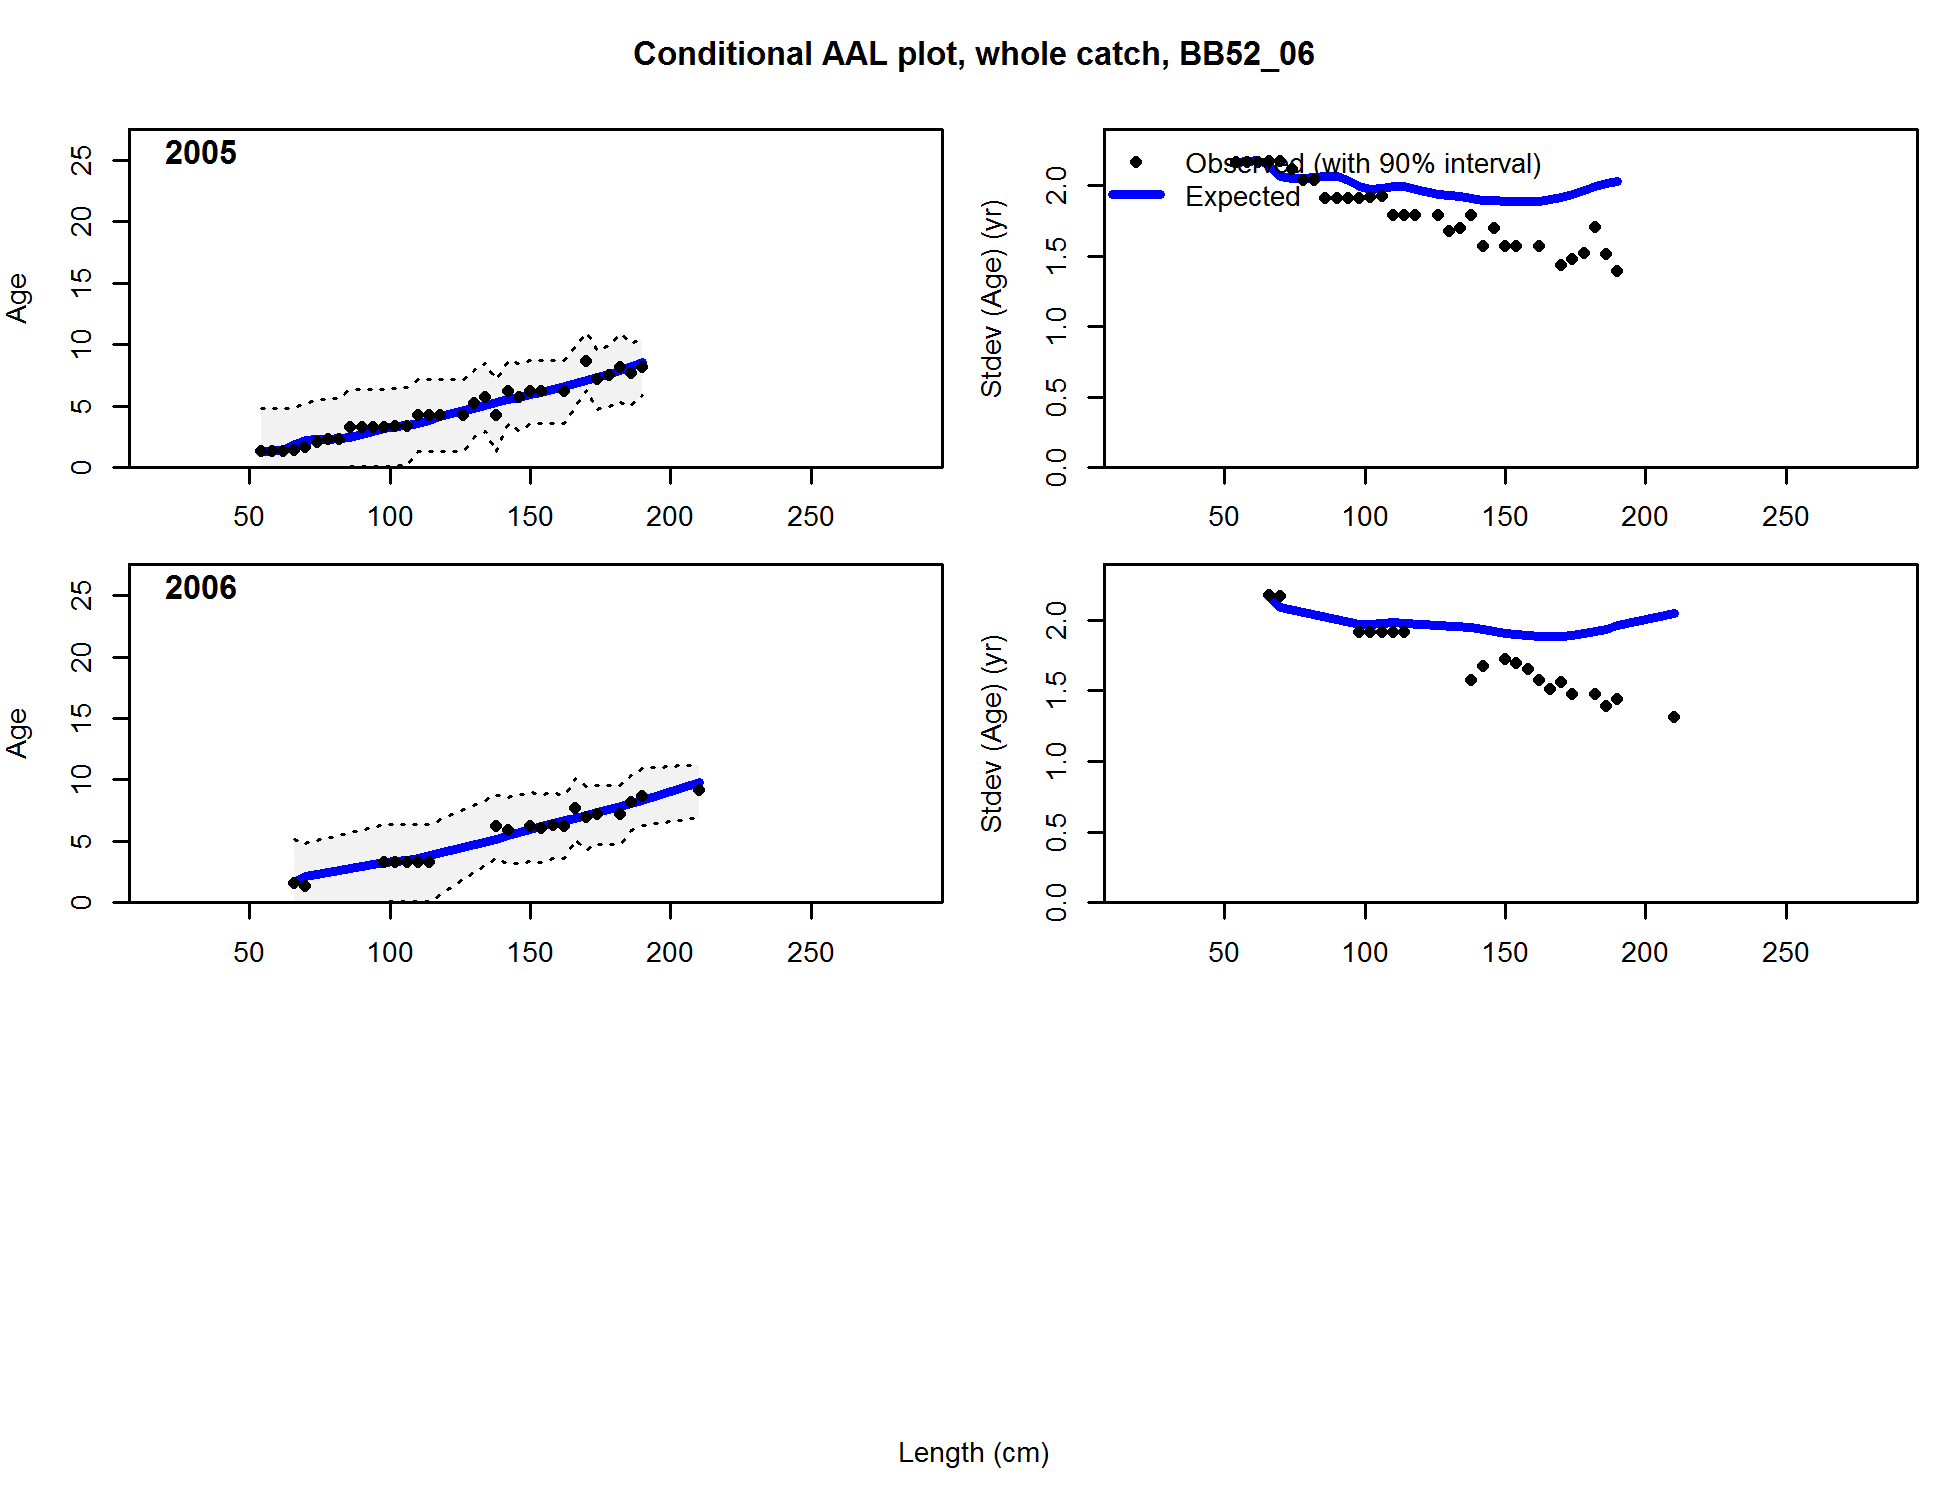 Conditional AAL plot, whole catch, BB52_06
2005
Age
0 5 10 15 20 25
50 100 150 200 250
Observed (with 90% interval)
Expected
Stdev (Age) (yr)
0.0 0.5 1.0 1.5 2.0
50 100 150 200 250
2006
Age
0 5 10 15 20 25
50 100 150 200 250
Stdev (Age) (yr)
0.0 0.5 1.0 1.5 2.0
50 100 150 200 250
Length (cm)